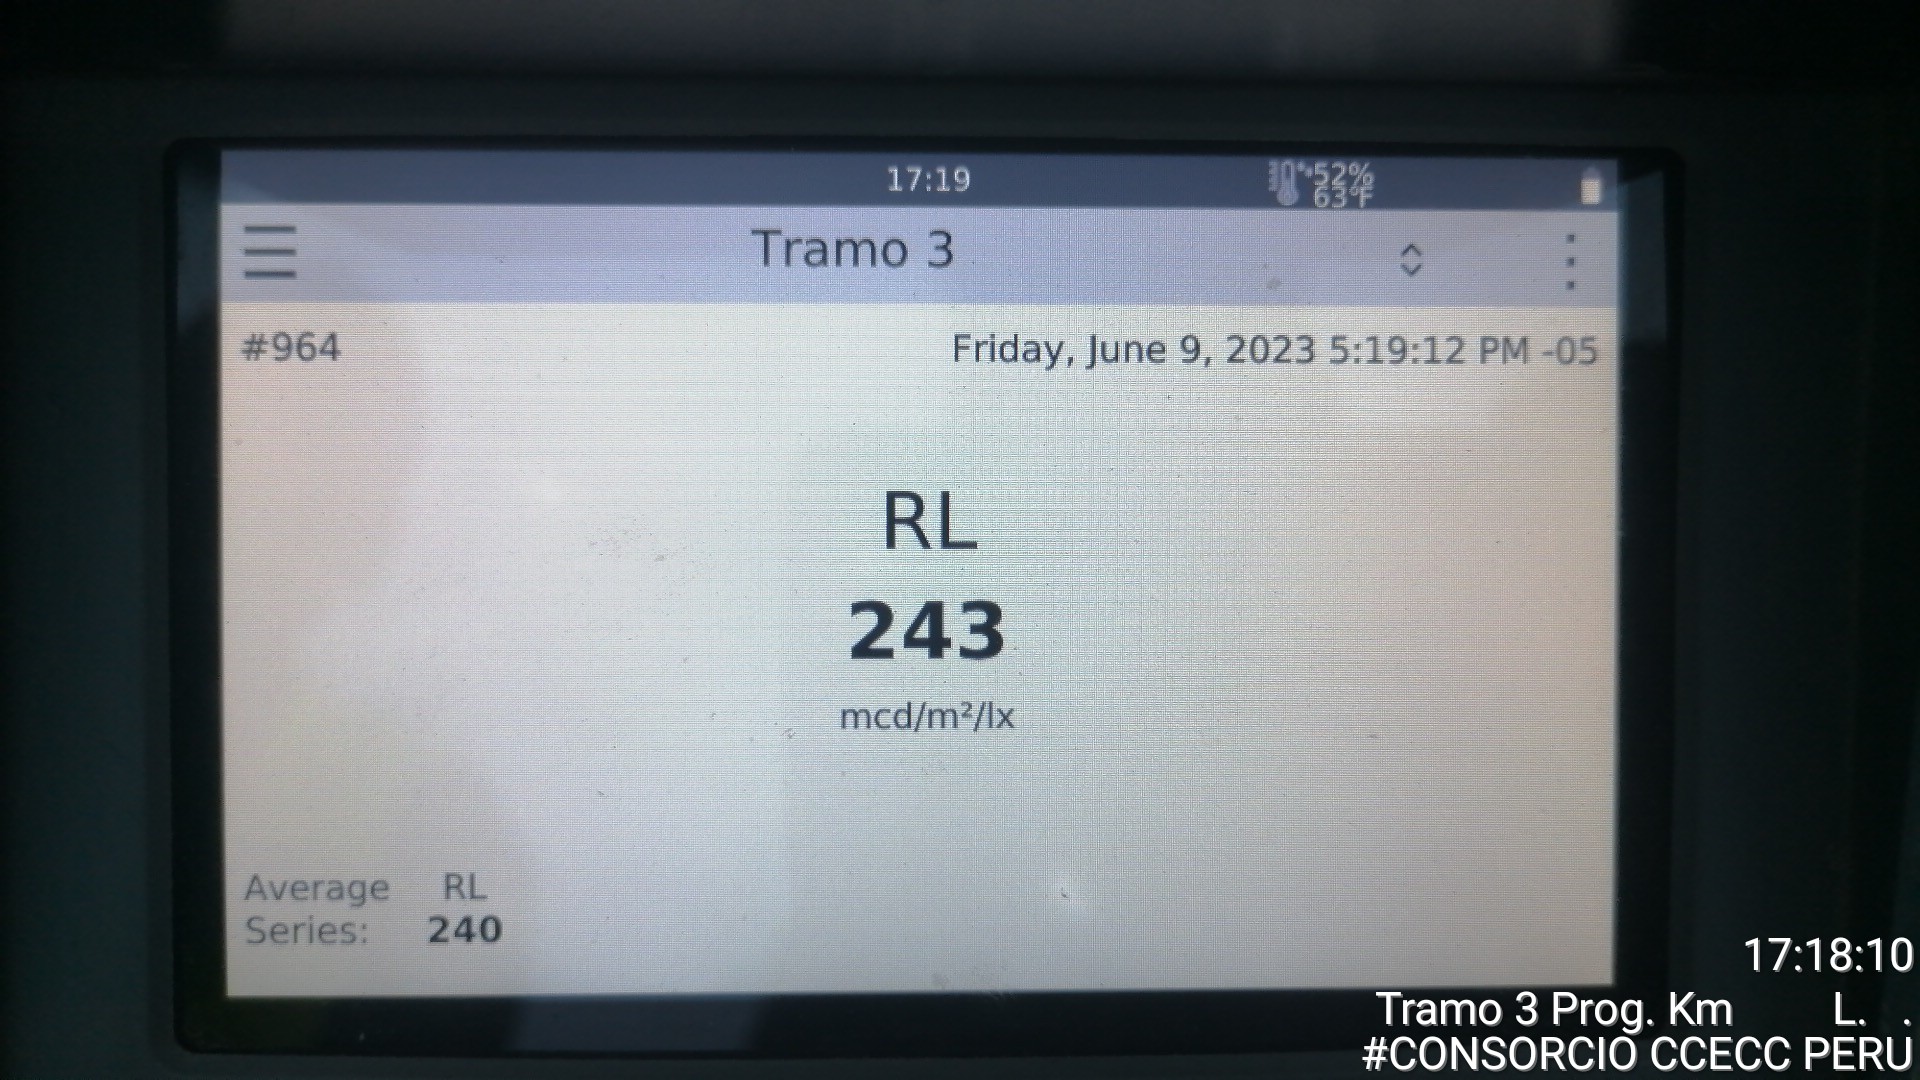 17:19
52%
63°F
Tramo 3
#964
Friday, June 9, 2023 5:19:12 PM -05
RL
243
mcd/m²/lx
Average RL
Series: 240
17:18:10
Tramo 3 Prog. Km L. .
#CONSORCIO CCECC PERU